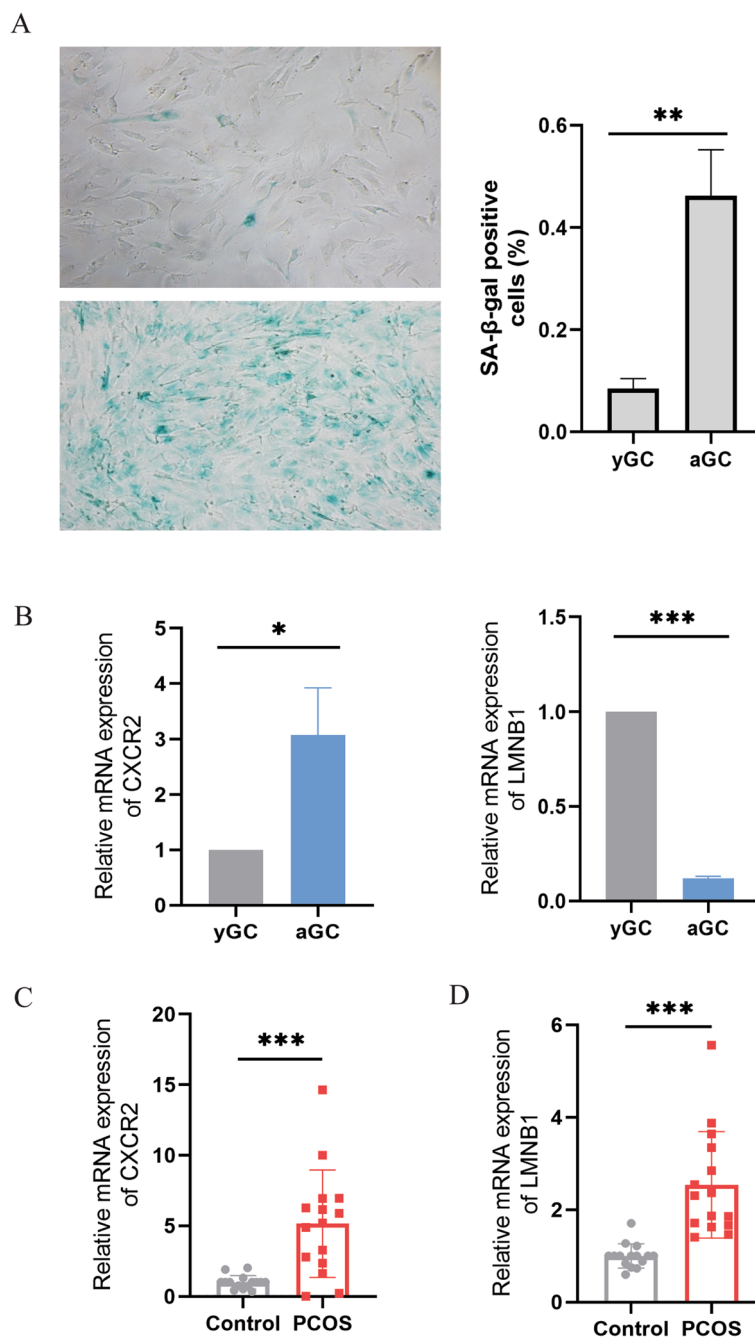 A
SA-β-gal positive
cells (%)
0.6
0.4
0.2
0.0
**
yGC
aGC
B
Relative mRNA expression
of CXCR2
5
4
3
2
1
0
*
yGC
aGC
Relative mRNA expression
of LMNB1
1.5
1.0
0.5
0.0
***
yGC
aGC
C
Relative mRNA expression
of CXCR2
20
15
10
5
0
***
Control
PCOS
D
Relative mRNA expression
of LMNB1
6
4
2
0
***
Control
PCOS